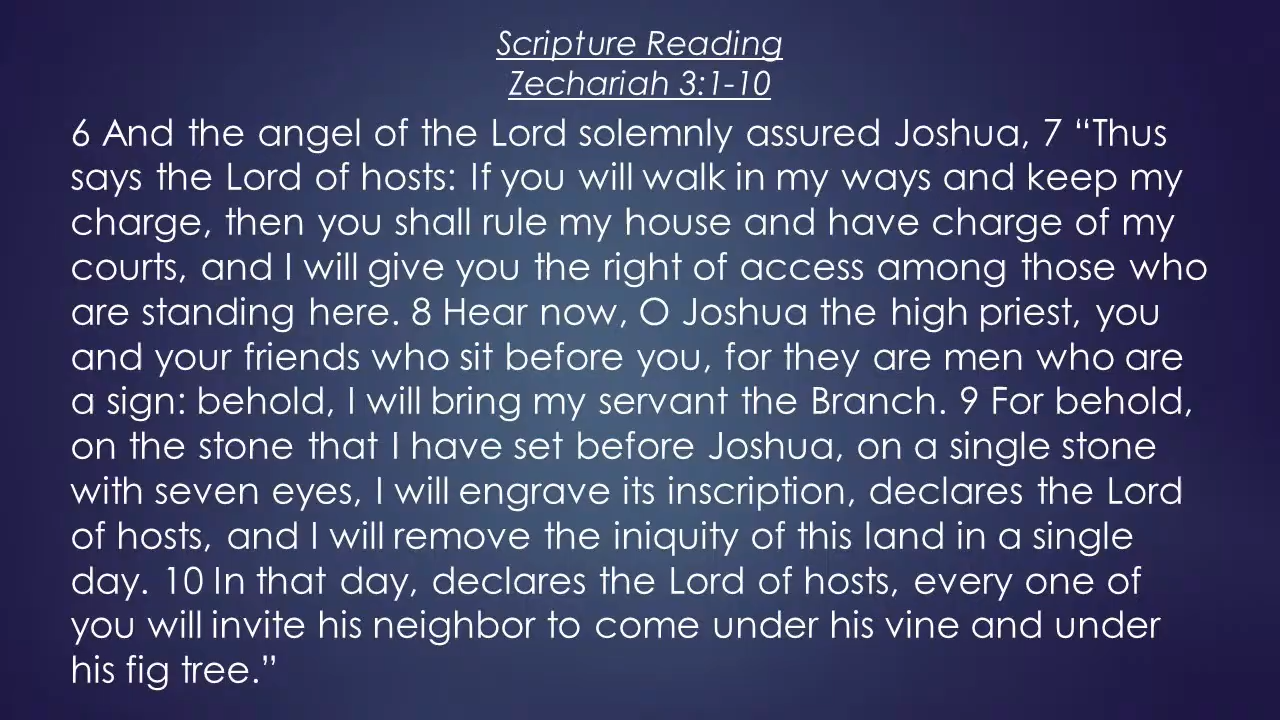 Scripture Reading
Zechariah 3:1-10
6 And the angel of the Lord solemnly assured Joshua, 7 “Thus
says the Lord of hosts: If you will walk in my ways and keep my
charge, then you shall rule my house and have charge of my
courts, and I will give you the right of access among those who
are standing here. 8 Hear now, O Joshua the high priest, you
and your friends who sit before you, for they are men who are
a sign: behold, I will bring my servant the Branch. 9 For behold,
on the stone that I have set before Joshua, on a single stone
with seven eyes, I will engrave its inscription, declares the Lord
of hosts, and I will remove the iniquity of this land in a single
day. 10 In that day, declares the Lord of hosts, every one of
you will invite his neighbor to come under his vine and under
his fig tree.”